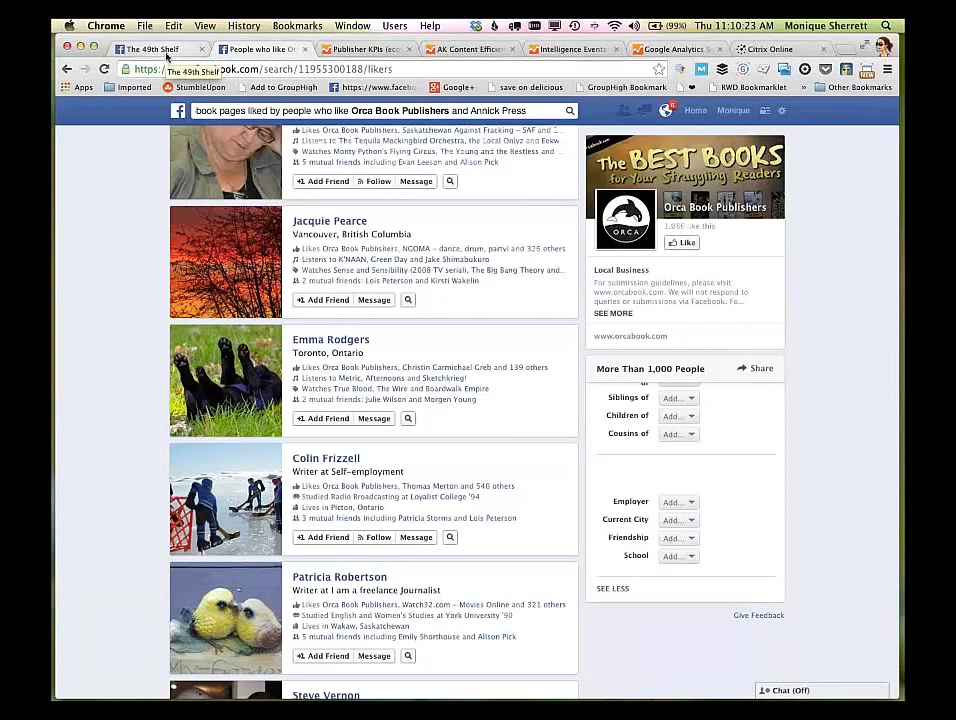 Chrome File Edit View History Bookmarks Window Users Help (99%) Thu 11:10:23 AM Monique Sherrett
The 49th Shelf
People who like O
Publisher KPIs (eco
AK Content Efficien
Intelligence Events
Google Analytics S
Citrix Online
https: book.com/search/11955300188/likers
The 49th Shelf
Apps Imported StumbleUpon Add to GroupHigh https://www.facebo Google+ save on delicious GroupHigh Bookmark RWD Bookmarklet » Other Bookmarks
book pages liked by people who like Orca Book Publishers and Annick Press
6
Home Monique
Likes Orca Book Publishers, Saskatchewan Against Fracking - SAF and
Listens to The Tequila Mockingbird Orchestra, the Local Onlyz and
Watches Monty Python's Flying Circus, The Young and the Restless and ...
5 mutual friends including Evan Leeson and Alison Pick
+1 Add Friend Follow Message
Jacquie Pearce
Vancouver, British Columbia
Likes Orca Book Publishers, NGOMA - dance, drum, party! and 326 others
Listens to K'NAAN, Green Day and Jake Shimabukuro
Watches Sense and Sensibility (2008 TV serial), The Big Bang Theory and...
2 mutual friends: Lois Peterson and Kirsti Wakelin
+1 Add Friend Message
Emma Rodgers
Toronto, Ontario
Likes Orca Book Publishers, Christin Carmichael Greb and 139 others
Listens to Metric, Afternoons and Sketchkrieg!
Watches True Blood, The Wire and Boardwalk Empire
2 mutual friends: Julie Wilson and Morgen Young
+1 Add Friend Message
Colin Frizzell
Writer at Self-employment
Likes Orca Book Publishers, Thomas Merton and 540 others
Studied Radio Broadcasting at Loyalist College '94
Lives in Picton, Ontario
3 mutual friends including Patricia Storms and Lois Peterson
+1 Add Friend Follow Message
Patricia Robertson
Writer at I am a freelance Journalist
Likes Orca Book Publishers, Watch32.com - Movies Online and 321 others
Studied English and Women's Studies at York University '90
Lives in Wakaw, Saskatchewan
5 mutual friends including Emily Shorthouse and Alison Pick
+1 Add Friend Message
Steve Vernon
The BEST BOOKS
for Your Struggling Readers
ORCA
Orca Book Publishers
like this
Like
Local Business
For submission guidelines, please visit
www.orcabook.com. We will not respond to
queries or submissions via Facebook. Fo...
SEE MORE
www.orcabook.com
More Than 1,000 People Share
Siblings of Add...
Children of Add...
Cousins of Add...
Employer Add...
Current City Add...
Friendship Add...
School Add...
SEE LESS
Give Feedback
Chat (Off)